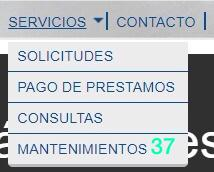 SERVICIOS CONTACTO
SOLICITUDES
PAGO DE PRESTAMOS
CONSULTAS
MANTENIMIENTOS 37